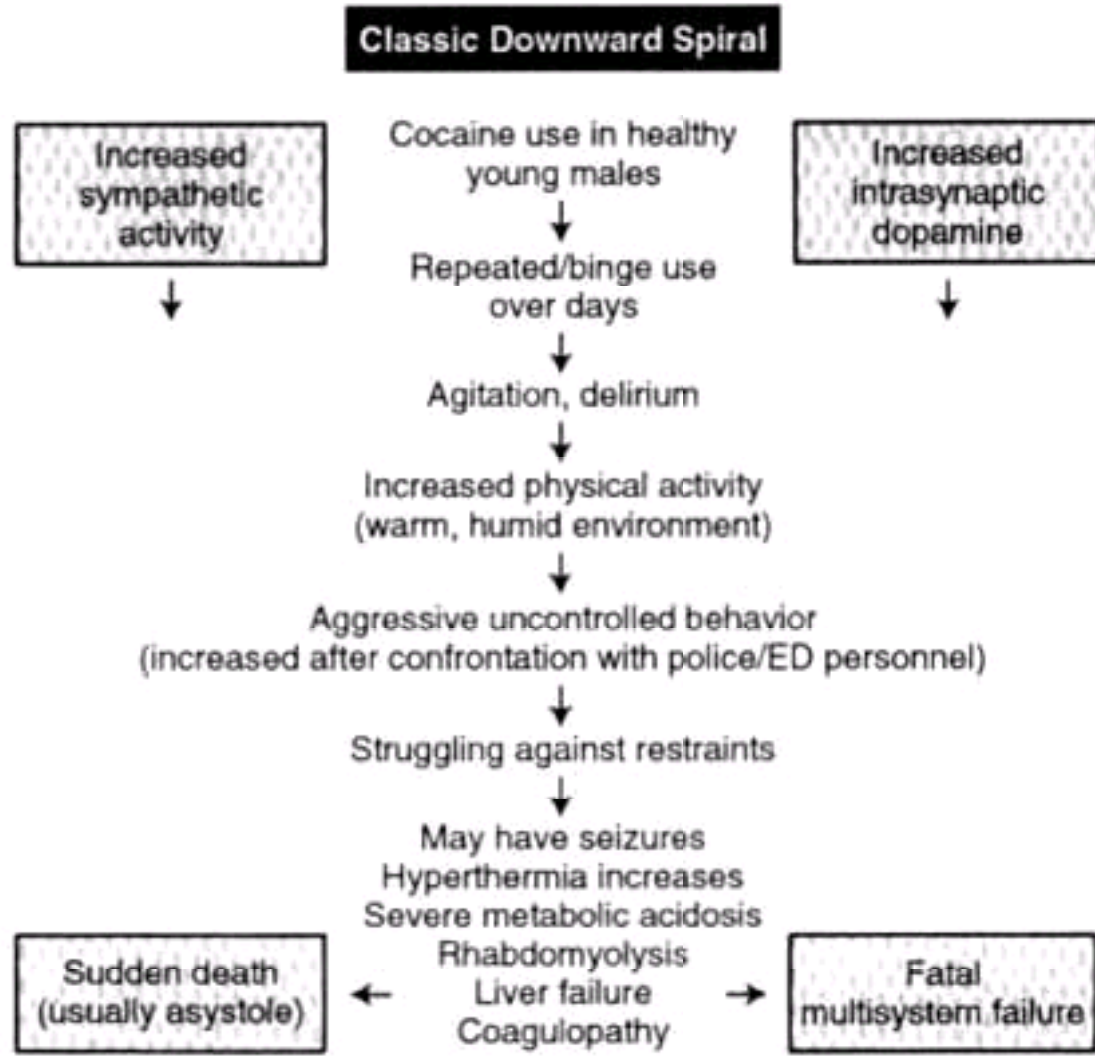 Classic Downward Spiral
Increased
sympathetic
activity
Cocaine use in healthy
young males
Increased
intrasynaptic
dopamine
Repeated/binge use
over days
Agitation, delirium
Increased physical activity
(warm, humid environment)
Aggressive uncontrolled behavior
(increased after confrontation with police/ED personnel)
Struggling against restraints
May have seizures
Hyperthermia increases
Severe metabolic acidosis
Rhabdomyolysis
Liver failure
Coagulopathy
Sudden death
(usually asystole)
Fatal
multisystem failure